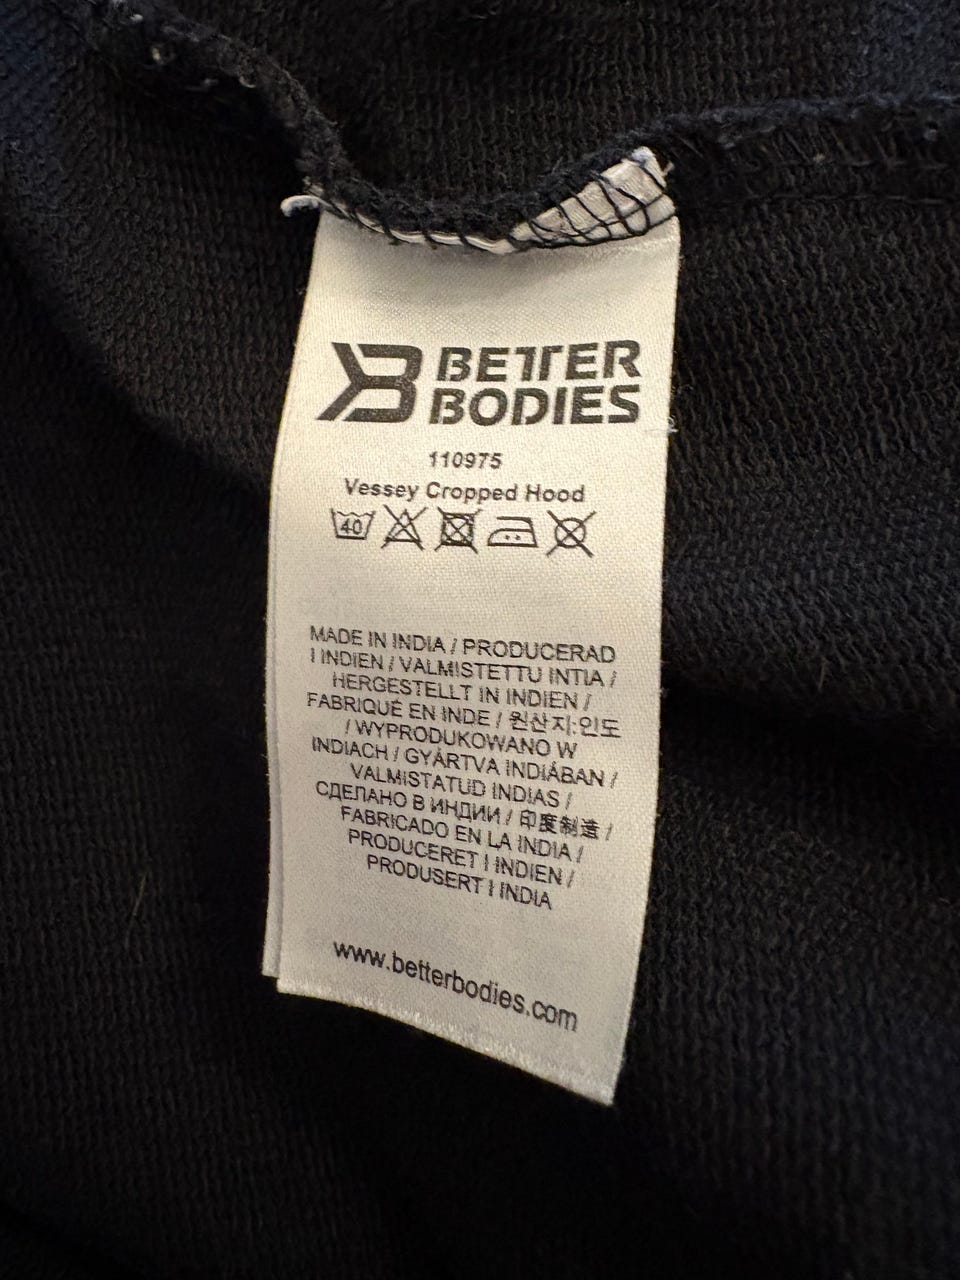 BETTER
BODIES
110975
Vessey Cropped Hood
40
MADE IN INDIA / PRODUCERAD
I INDIEN / VALMISTETTU INTIA /
HERGESTELLT IN INDIEN /
FABRIQUÉ EN INDE / 원산지:인도
/ WYPRODUKOWANO W
INDIACH / GYÁRTVA INDIÁBAN /
VALMISTATUD INDIAS /
СДЕЛАНО В ИНДИИ / 印度制造 /
FABRICADO EN LA INDIA /
PRODUCERET I INDIEN /
PRODUSERT I INDIA
www.betterbodies.com